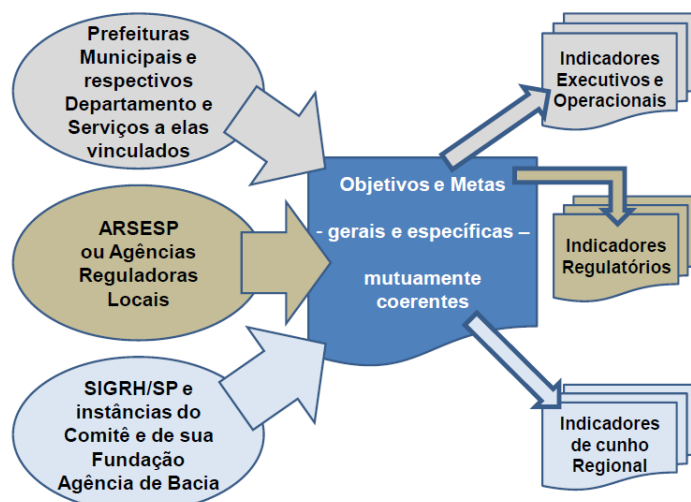 Prefeituras
Municipais e
respectivos
Departamento e
Serviços a elas
vinculados
ARSESP
ou Agências
Reguladoras
Locais
SIGRH/SP e
instâncias do
Comitê e de sua
Fundação
Agência de Bacia
Objetivos e Metas
- gerais e específicas –
mutuamente
coerentes
Indicadores
Executivos e
Operacionais
Indicadores
Regulatórios
Indicadores
de cunho
Regional